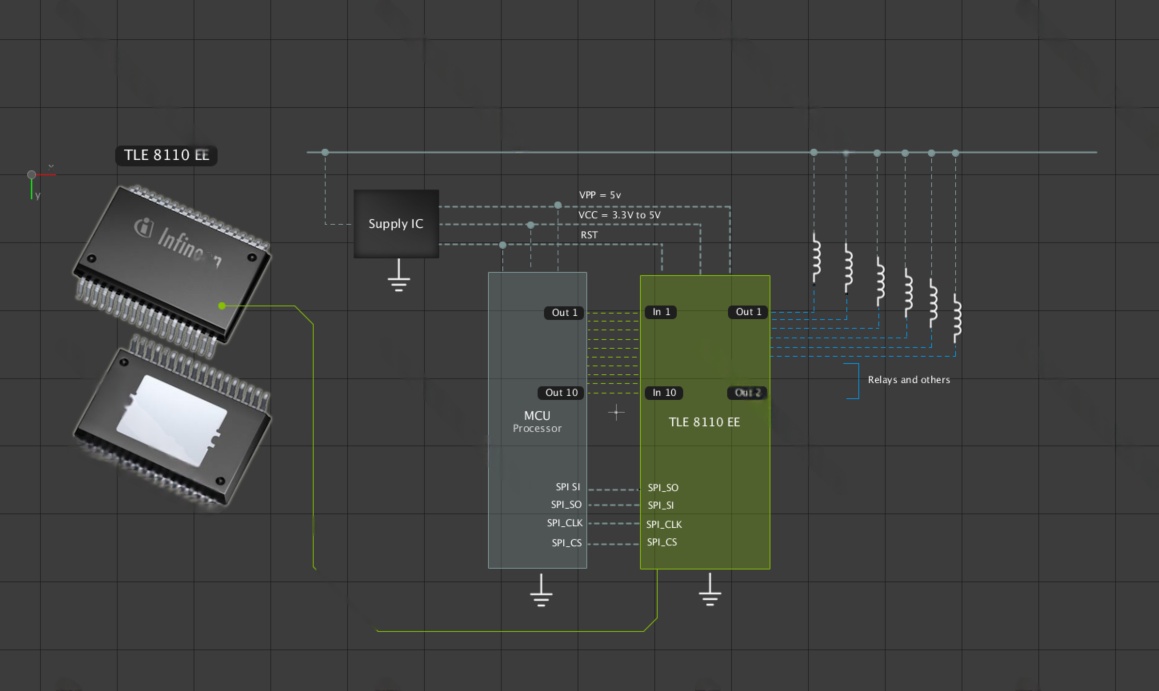 TLE 8110 EE
Supply IC
VPP = 5v
VCC = 3.3V to 5V
RST
Out 1
In 1
Out 1
Relays and others
Out 10
In 10
MCU
Processor
TLE 8110 EE
SPI SI
SPI_SO
SPI_SO
SPI_SI
SPI_CLK
SPI_CLK
SPI_CS
SPI_CS
y